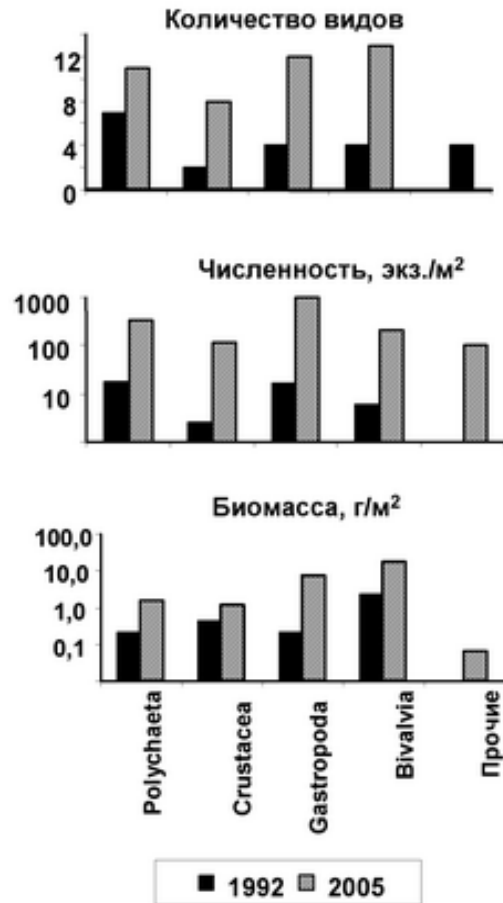 Количество видов
12
8
4
0
Численность, экз./м²
1000
100
10
Биомасса, г/м²
100,0
10,0
1,0
0,1
Polychaeta
Crustacea
Gastropoda
Bivalvia
Прочие
1992 2005